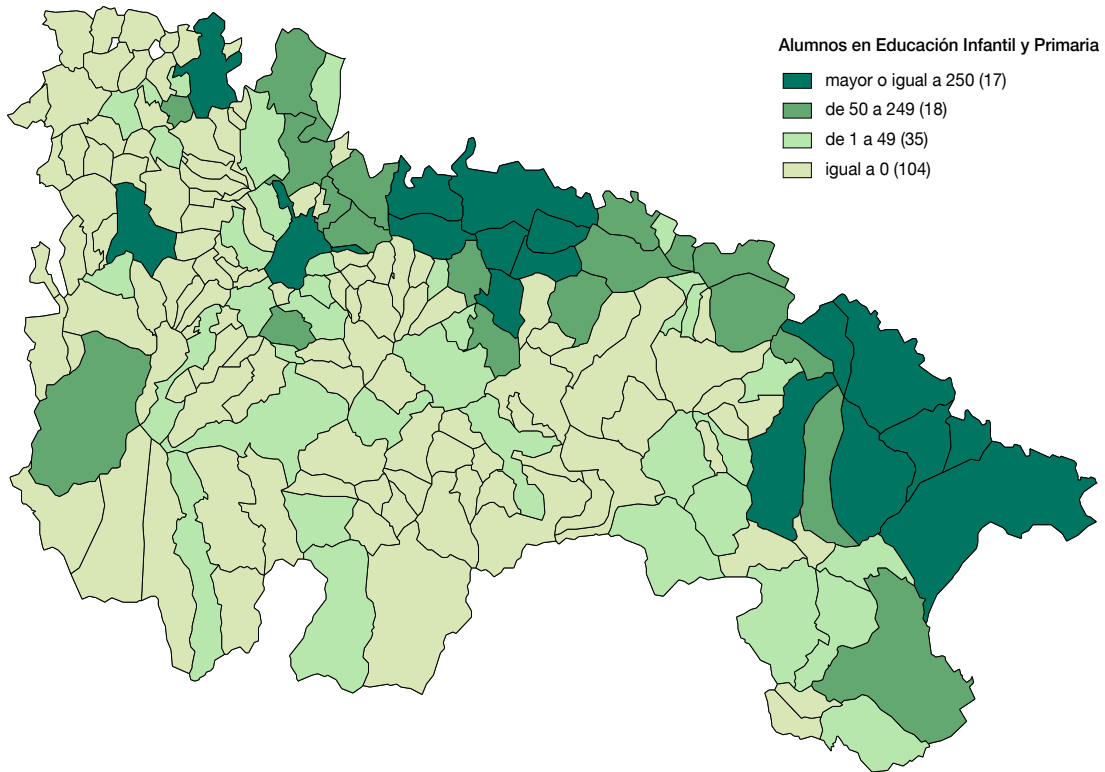 Alumnos en Educación Infantil y Primaria
mayor o igual a 250 (17)
de 50 a 249 (18)
de 1 a 49 (35)
igual a 0 (104)